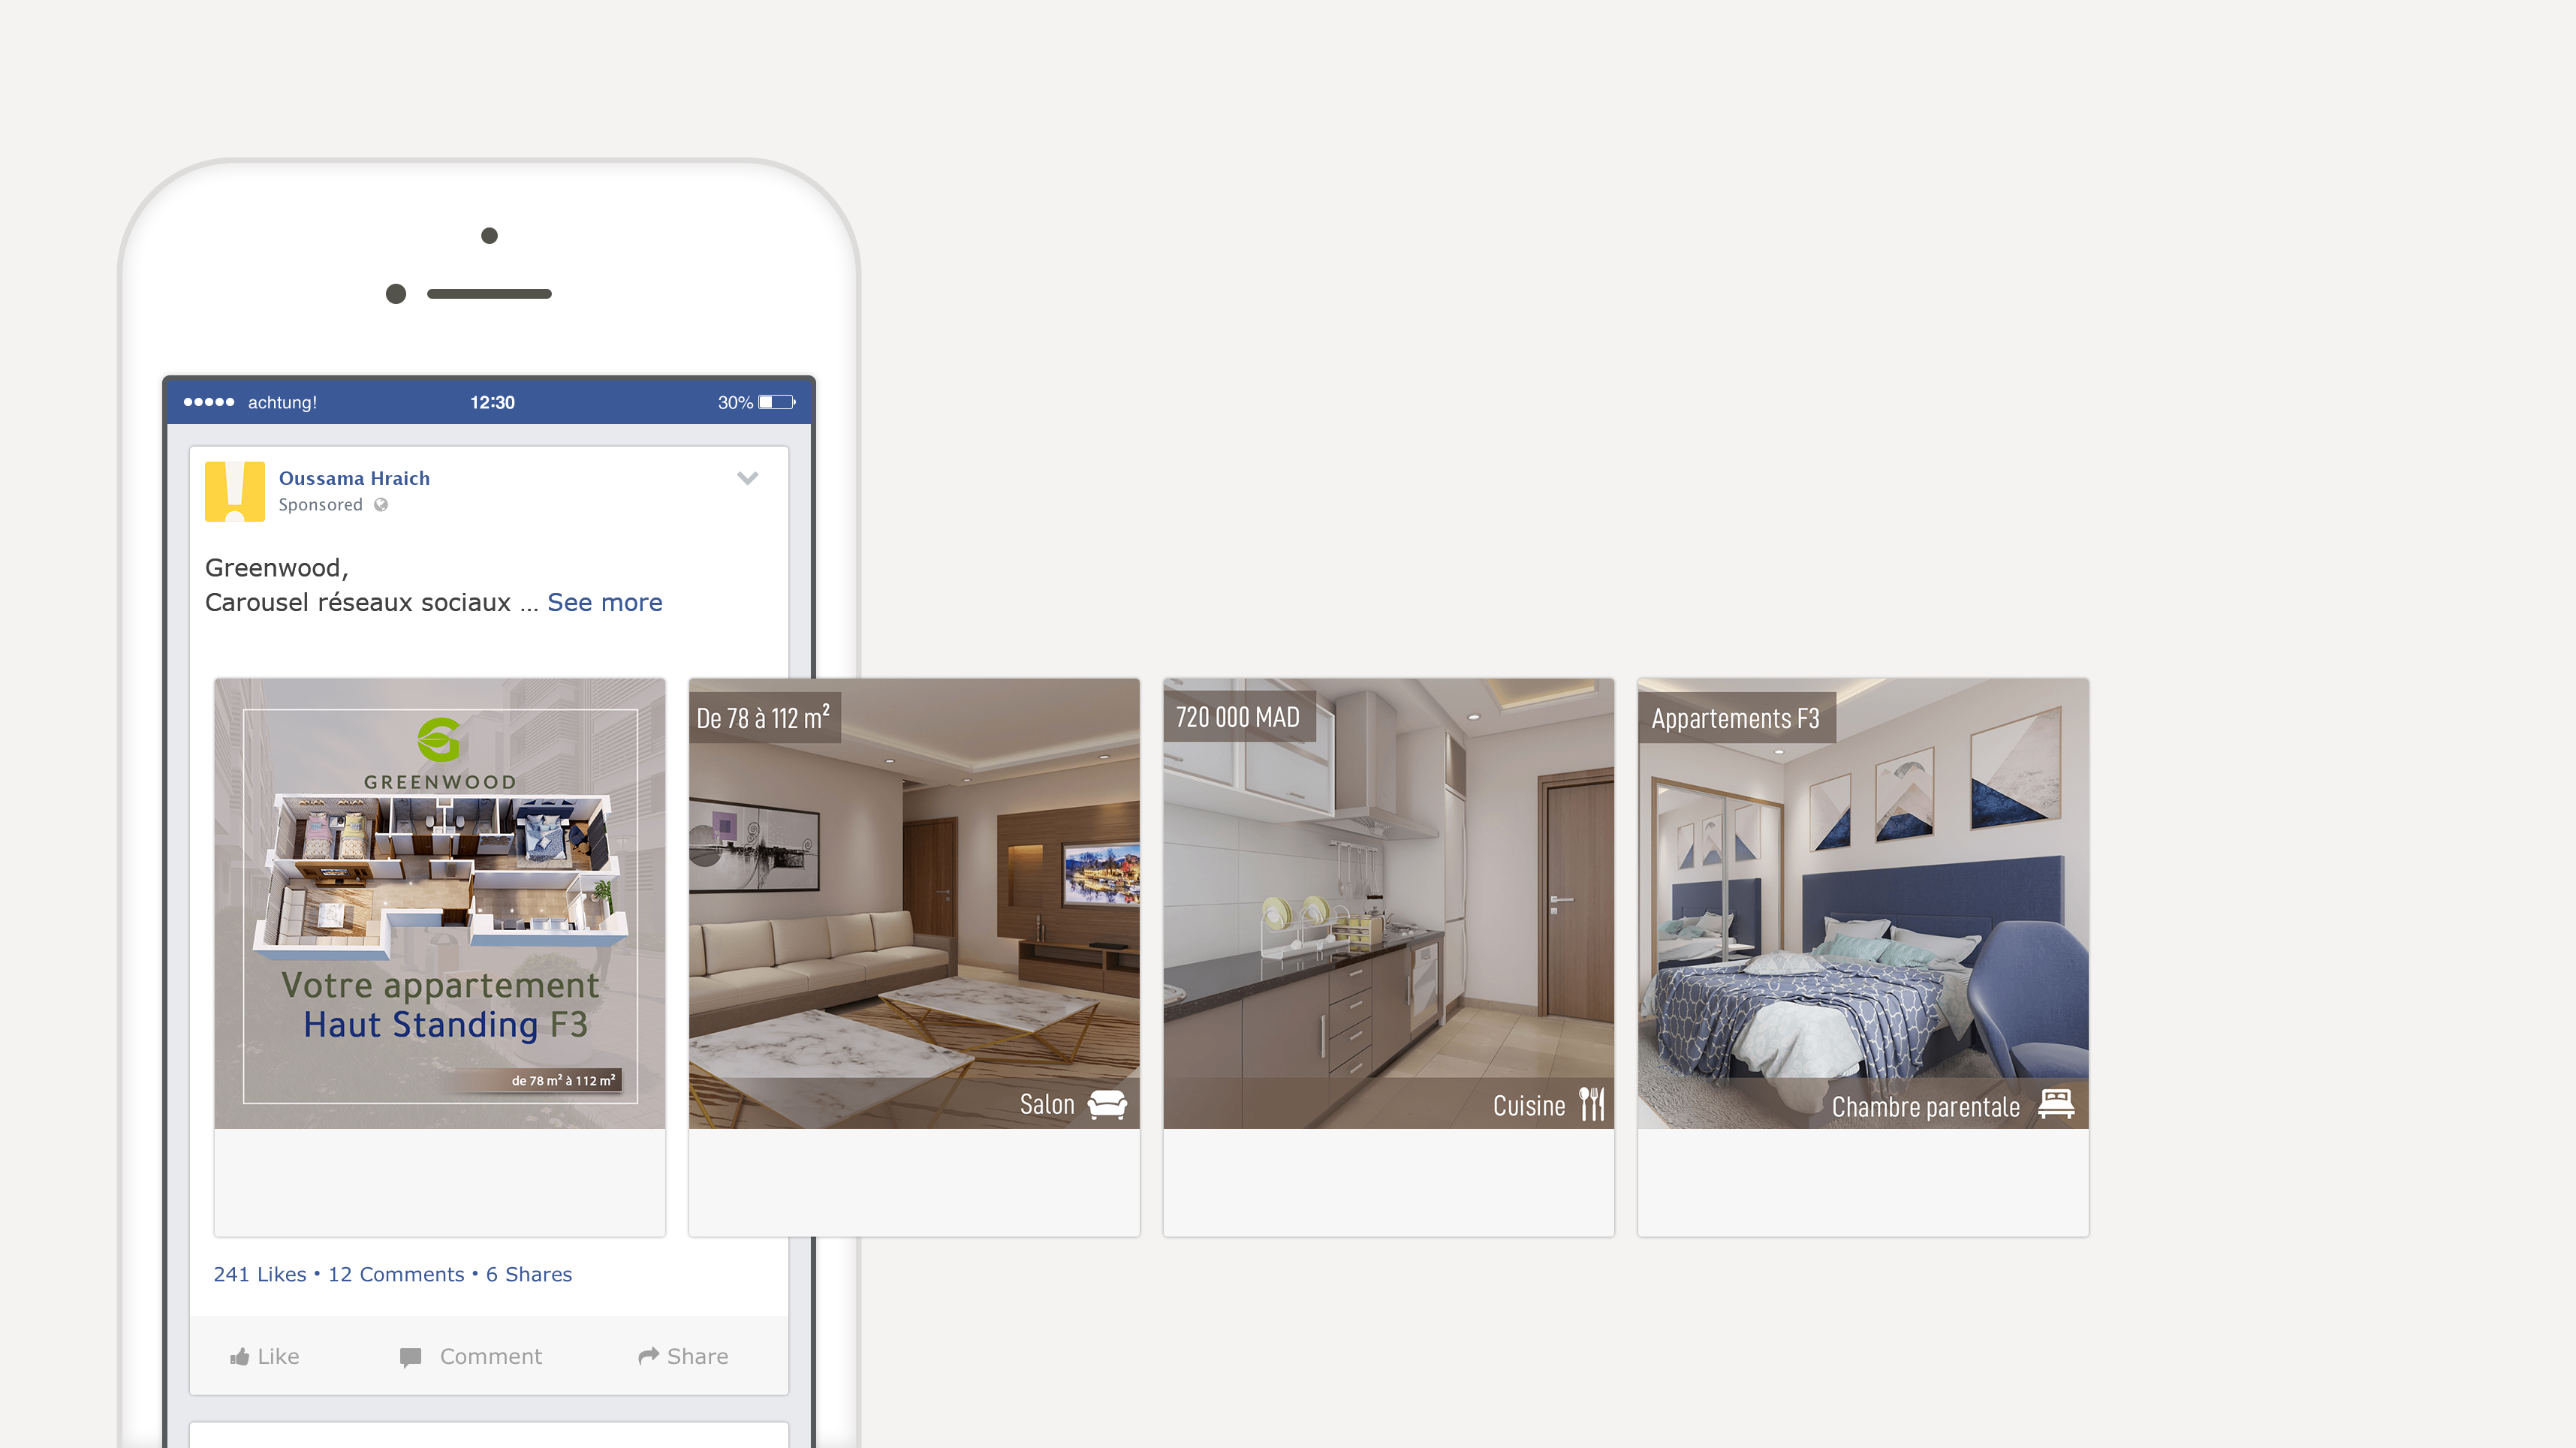 achtung!
12:30
30%
Oussama Hraich
Sponsored
Greenwood,
Carousel réseaux sociaux ... See more
GREENWOOD
Votre appartement
Haut Standing F3
de 78 m² à 112 m²
De 78 à 112 m²
Salon
720 000 MAD
Cuisine
Appartements F3
Chambre parentale
241 Likes • 12 Comments • 6 Shares
Like
Comment
Share